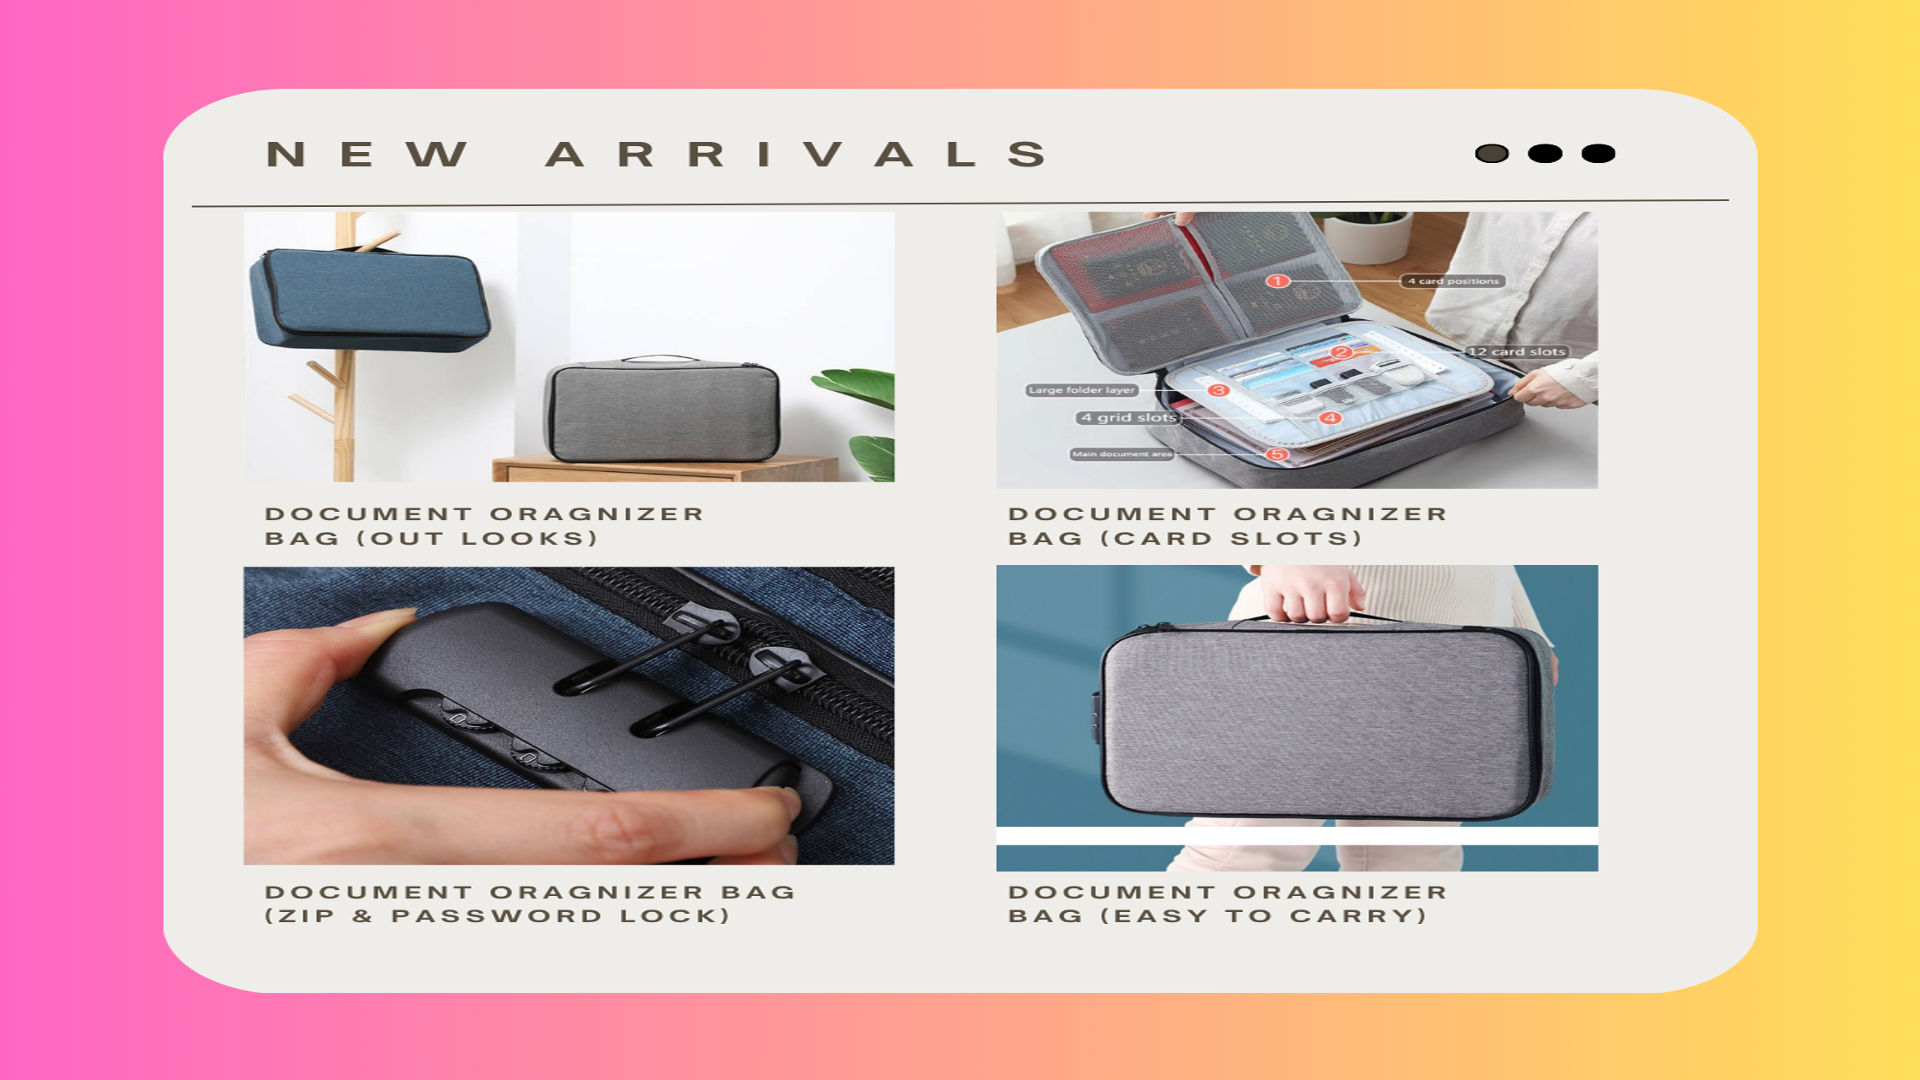 NEW ARRIVALS
1
4 card positions
2
12 card slots
Large folder layer
3
4 grid slots
4
Main document area
5
DOCUMENT ORAGNIZER
BAG (OUT LOOKS)
DOCUMENT ORAGNIZER
BAG (CARD SLOTS)
0
0
DOCUMENT ORAGNIZER BAG
(ZIP & PASSWORD LOCK)
DOCUMENT ORAGNIZER
BAG (EASY TO CARRY)